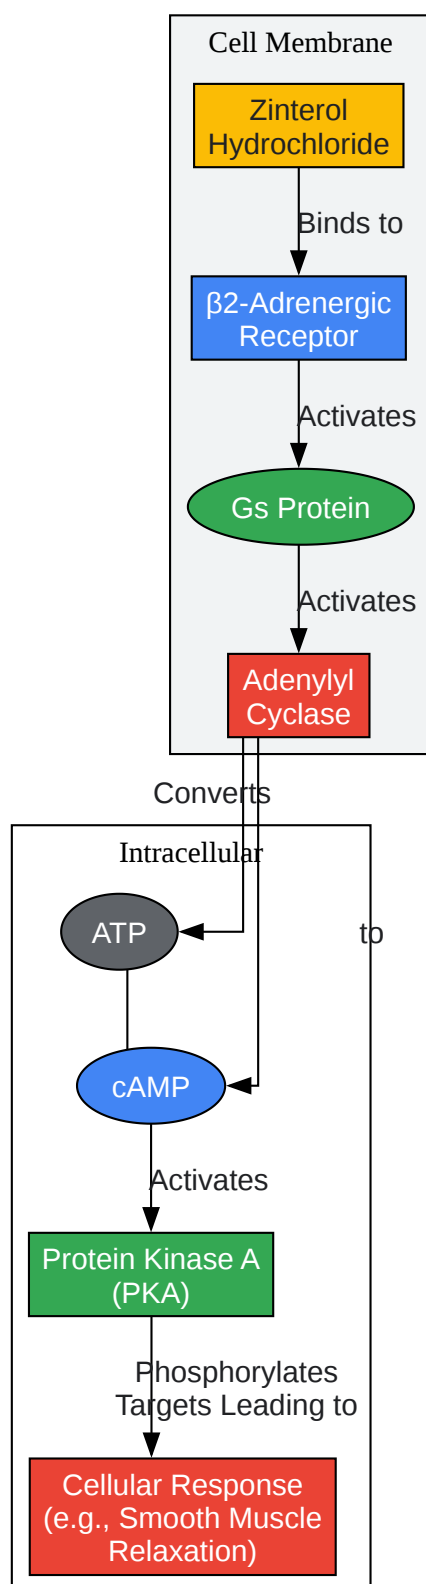 Cell Membrane
Zinterol
Hydrochloride
Binds to
β2-Adrenergic
Receptor
Activates
Gs Protein
Activates
Adenylyl
Cyclase
Converts
Intracellular
ATP
to
cAMP
Activates
Protein Kinase A
(PKA)
Phosphorylates
Targets Leading to
Cellular Response
(e.g., Smooth Muscle
Relaxation)